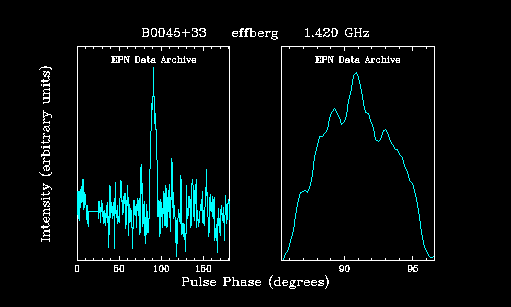 B0045+33 effberg 1.420 GHz
EPN Data Archive EPN Data Archive
Intensity (arbitrary units)
0 50 100 150 90 95
Pulse Phase (degrees)